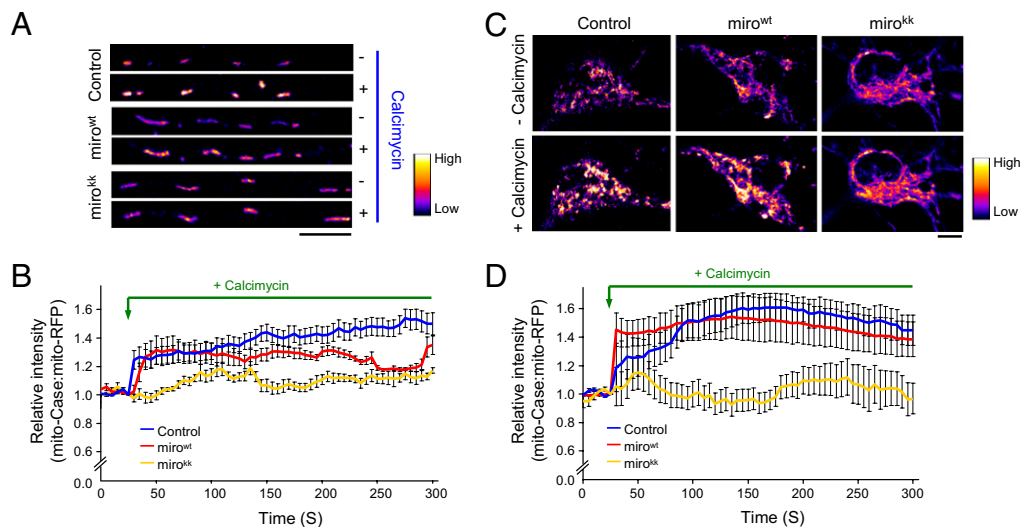 A
Control
miro^wt
miro^kk
-
+
-
+
-
+
Calcimycin
High
Low
C
Control
miro^wt
miro^kk
- Calcimycin
+ Calcimycin
High
Low
B
+ Calcimycin
Relative intensity
(mito-Case:mito-RFP)
1.6
1.4
1.2
1.0
0.8
0.6
0.0
Control
miro^wt
miro^kk
0 50 100 150 200 250 300
Time (S)
D
+ Calcimycin
Relative intensity
(mito-Case:mito-RFP)
1.6
1.4
1.2
1.0
0.8
0.6
0.0
Control
miro^wt
miro^kk
0 50 100 150 200 250 300
Time (S)